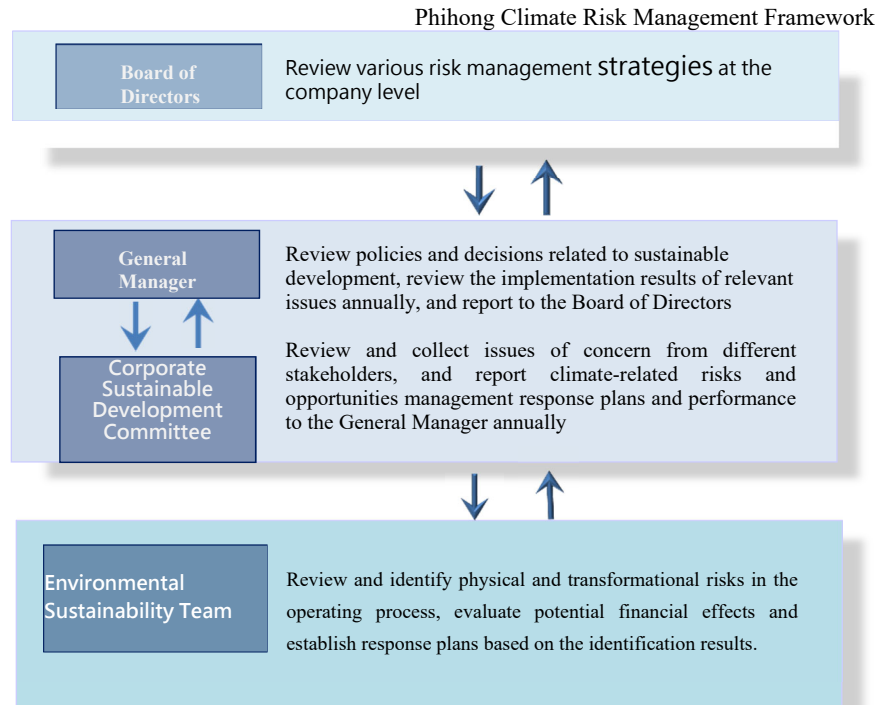 Phihong Climate Risk Management Framework
Board of
Directors
Review various risk management strategies at the
company level
General
Manager
Review policies and decisions related to sustainable
development, review the implementation results of relevant
issues annually, and report to the Board of Directors
Corporate
Sustainable
Development
Committee
Review and collect issues of concern from different
stakeholders, and report climate-related risks and
opportunities management response plans and performance
to the General Manager annually
Environmental
Sustainability Team
Review and identify physical and transformational risks in the
operating process, evaluate potential financial effects and
establish response plans based on the identification results.